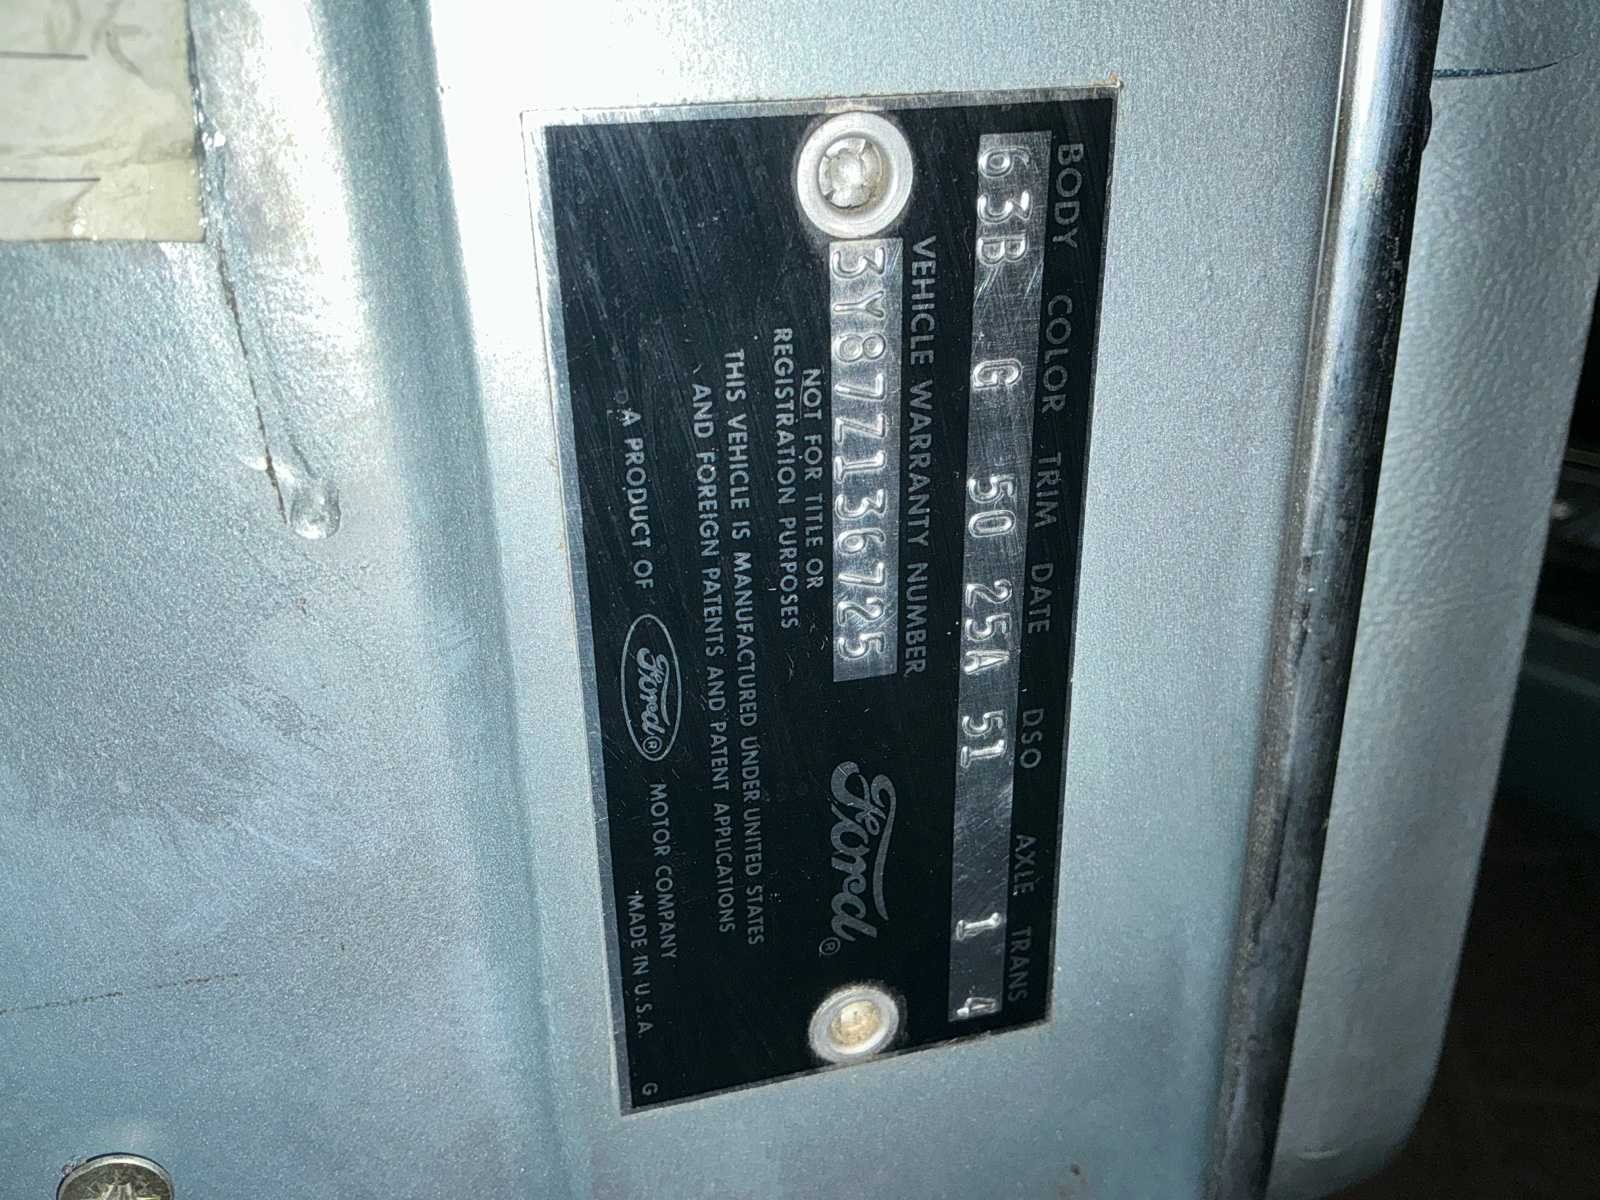 BODY COLOR TRIM DATE DSO AXLE TRANS
63B G 50 25A 51 1 4
VEHICLE WARRANTY NUMBER
3Y87Z136725
Ford®
NOT FOR TITLE OR
REGISTRATION PURPOSES
THIS VEHICLE IS MANUFACTURED UNDER UNITED STATES
AND FOREIGN PATENTS AND PATENT APPLICATIONS
A PRODUCT OF Ford® MOTOR COMPANY
MADE IN U.S.A. G